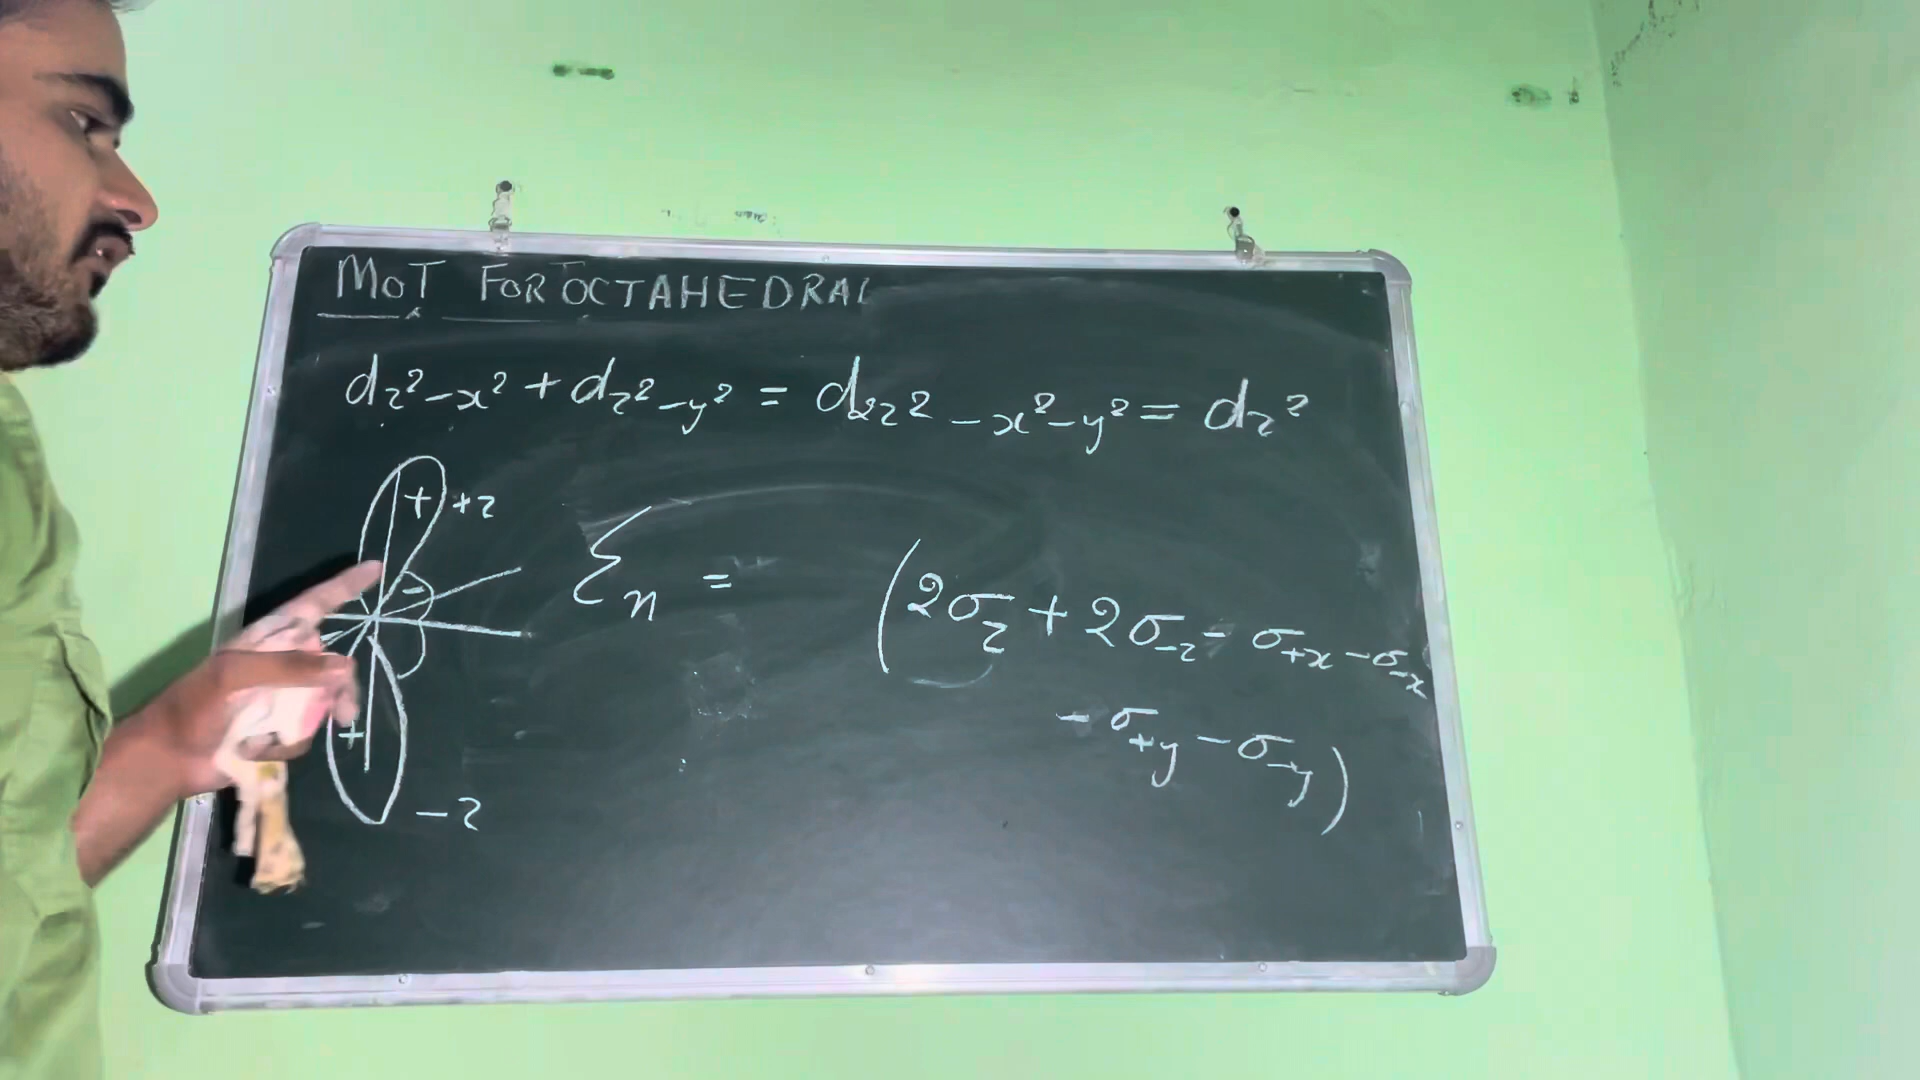 MOT FOR OCTAHEDRAL
dz²-x² + dz²-y² = d2z²-x²-y² = dz²
+ +z
-
Σn = (2σz + 2σ-z - σ+x - σ-x
- σ+y - σ-y)
+
-z